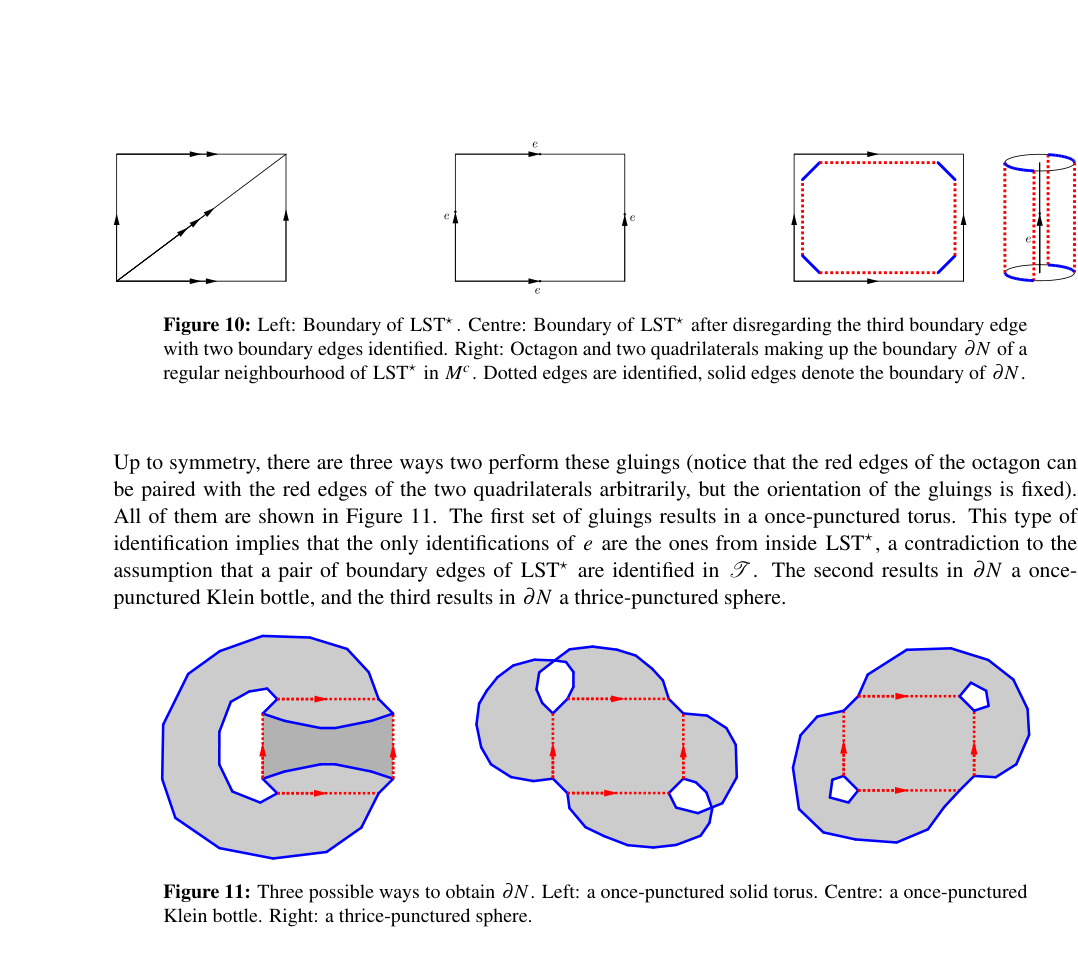 e
e
e
e
e
Figure 10: Left: Boundary of LST⋆. Centre: Boundary of LST⋆ after disregarding the third boundary edge
with two boundary edges identified. Right: Octagon and two quadrilaterals making up the boundary ∂N of a
regular neighbourhood of LST⋆ in Mᶜ. Dotted edges are identified, solid edges denote the boundary of ∂N.
Up to symmetry, there are three ways two perform these gluings (notice that the red edges of the octagon can
be paired with the red edges of the two quadrilaterals arbitrarily, but the orientation of the gluings is fixed).
All of them are shown in Figure 11. The first set of gluings results in a once-punctured torus. This type of
identification implies that the only identifications of e are the ones from inside LST⋆, a contradiction to the
assumption that a pair of boundary edges of LST⋆ are identified in 𝒯. The second results in ∂N a once-
punctured Klein bottle, and the third results in ∂N a thrice-punctured sphere.
Figure 11: Three possible ways to obtain ∂N. Left: a once-punctured solid torus. Centre: a once-punctured
Klein bottle. Right: a thrice-punctured sphere.